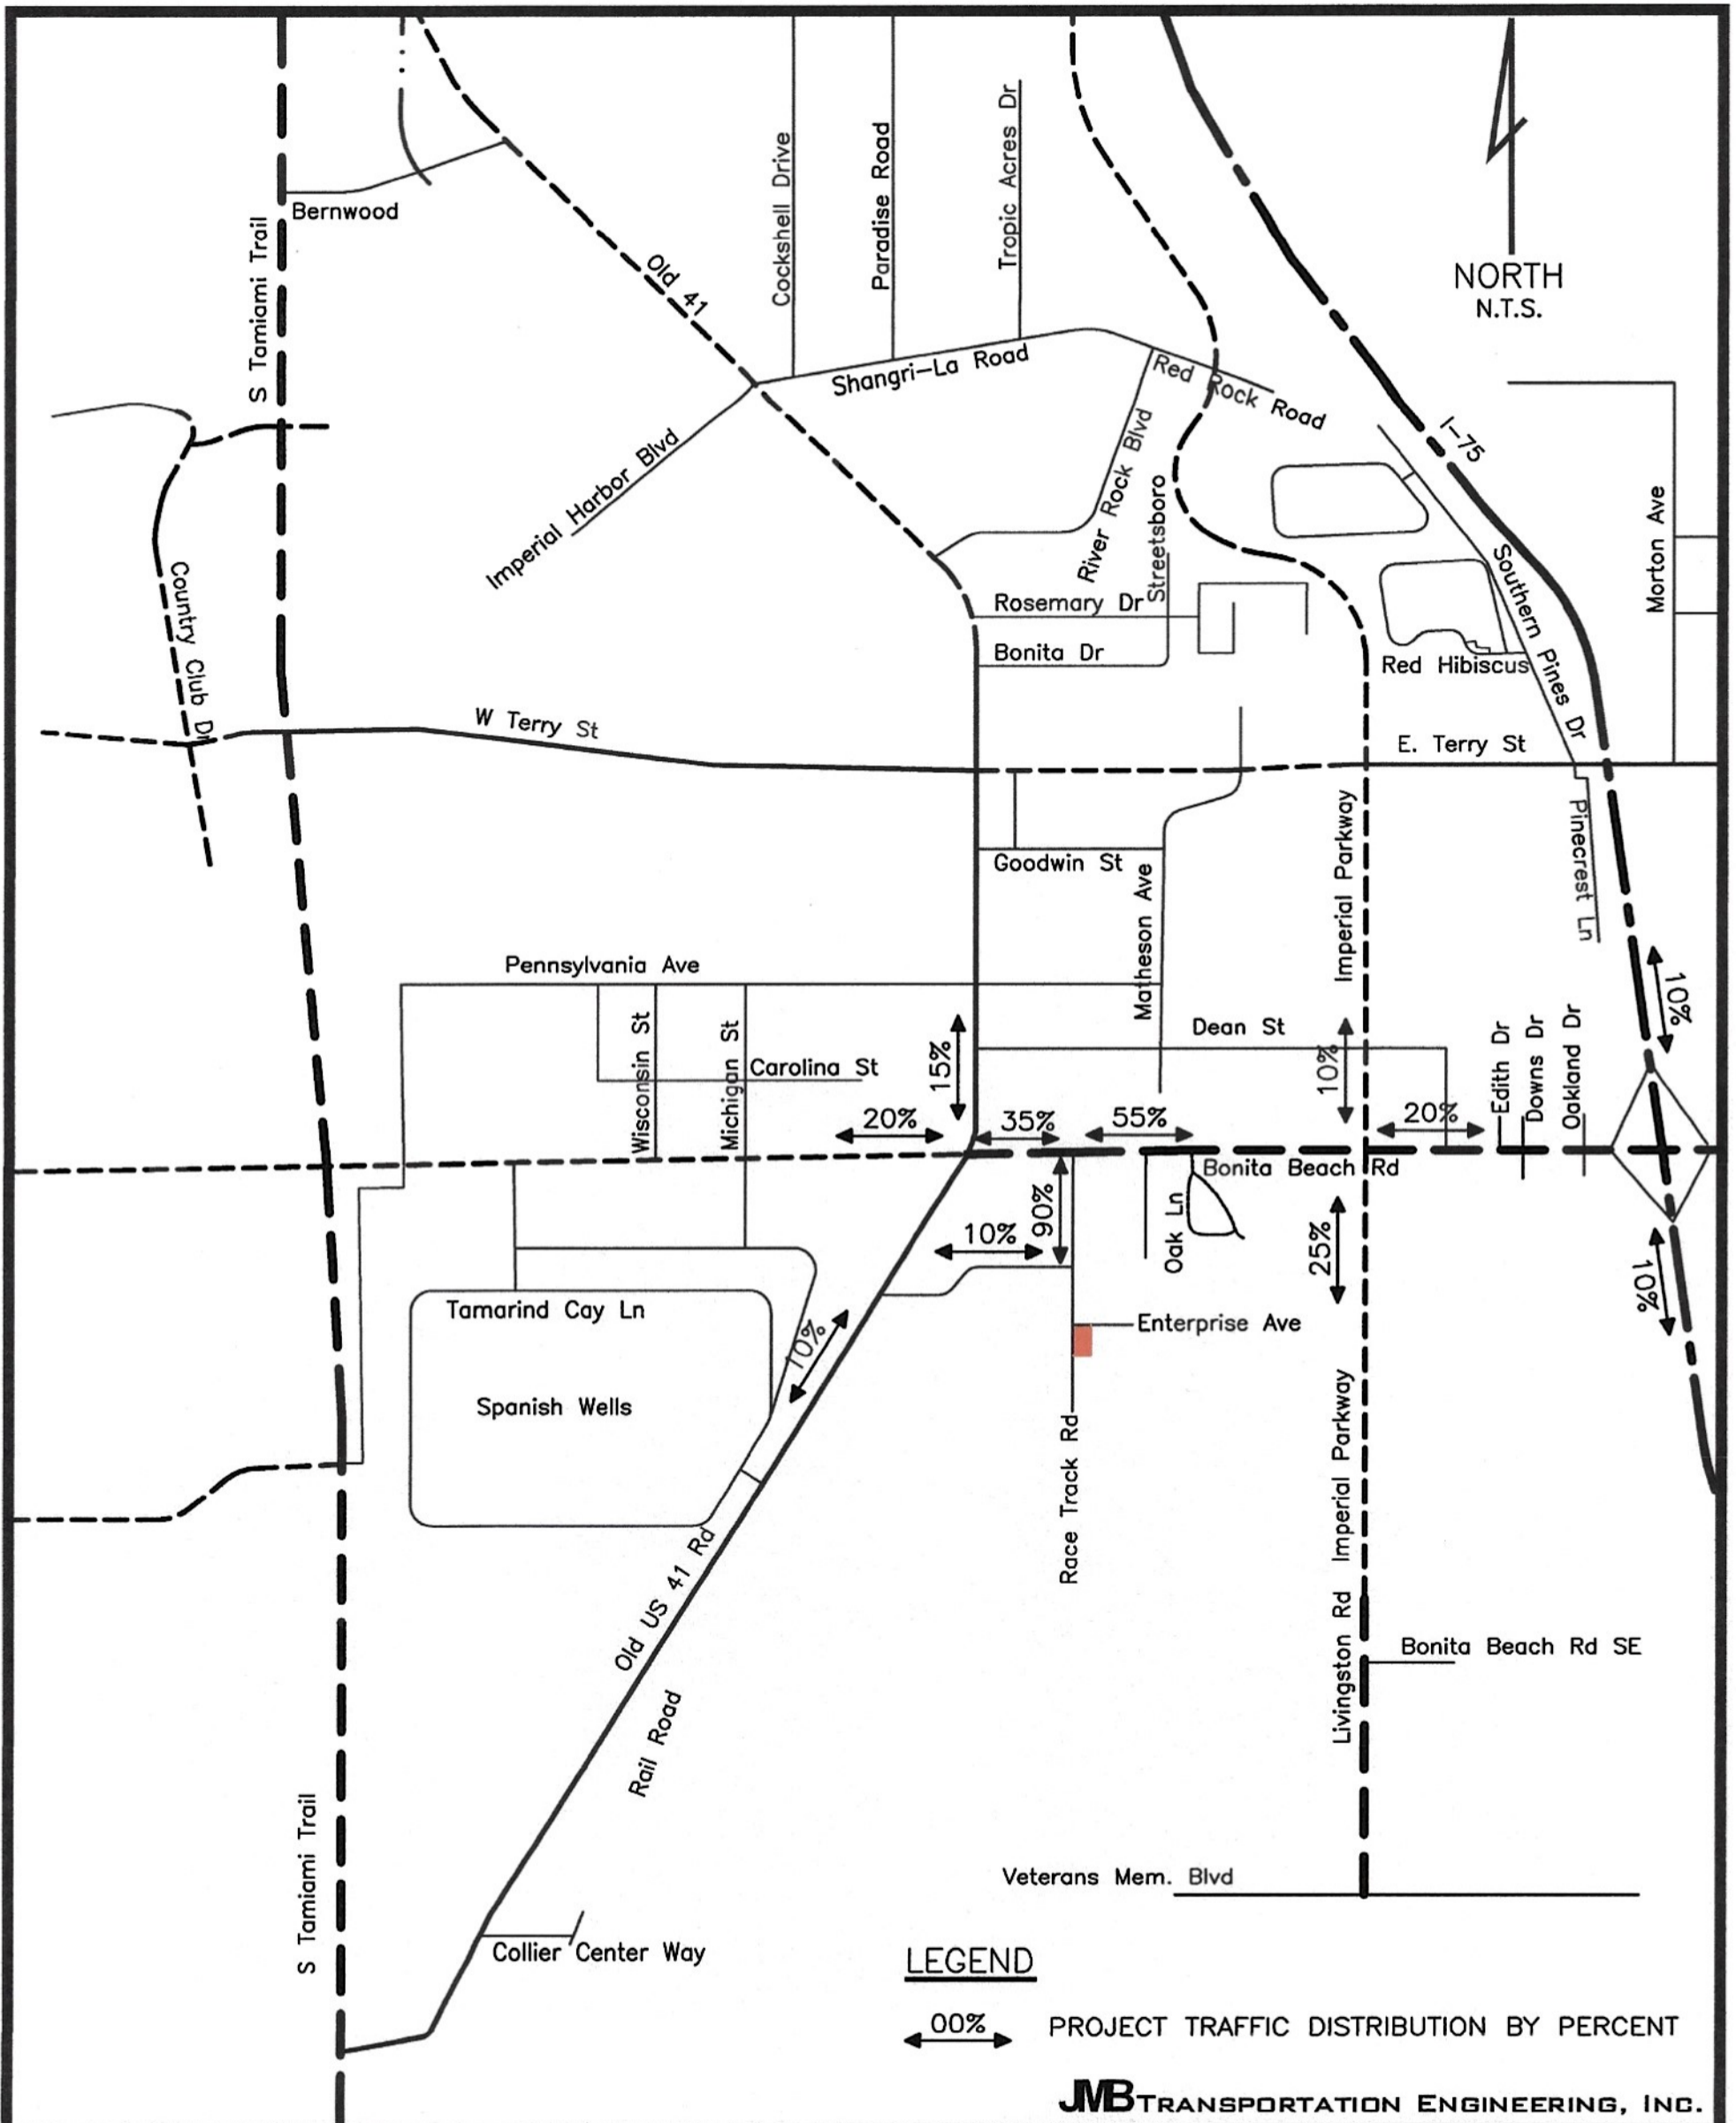 Cockshell Drive
Paradise Road
Tropic Acres Dr
S Tamiami Trail
Bernwood
Old 41
NORTH
N.T.S.
Shangri-La Road
Red Rock Road
I-75
Imperial Harbor Blvd
River Rock Blvd
Streetsboro
Morton Ave
Country Club Dr
Rosemary Dr
Southern Pines Dr
Bonita Dr
Red Hibiscus
W Terry St
E. Terry St
Imperial Parkway
Pinecrest Ln
Goodwin St
Matheson Ave
Pennsylvania Ave
10%
Wisconsin St
Michigan St
Carolina St
15%
Dean St
10%
Edith Dr
Downs Dr
Oakland Dr
20%
35%
55%
20%
Bonita Beach Rd
90%
10%
Oak Ln
25%
10%
Tamarind Cay Ln
10%
Enterprise Ave
Spanish Wells
Race Track Rd
Imperial Parkway
Old US 41 Rd
Livingston Rd
Bonita Beach Rd SE
Rail Road
S Tamiami Trail
Veterans Mem. Blvd
Collier Center Way
LEGEND
00% PROJECT TRAFFIC DISTRIBUTION BY PERCENT
JMB TRANSPORTATION ENGINEERING, INC.